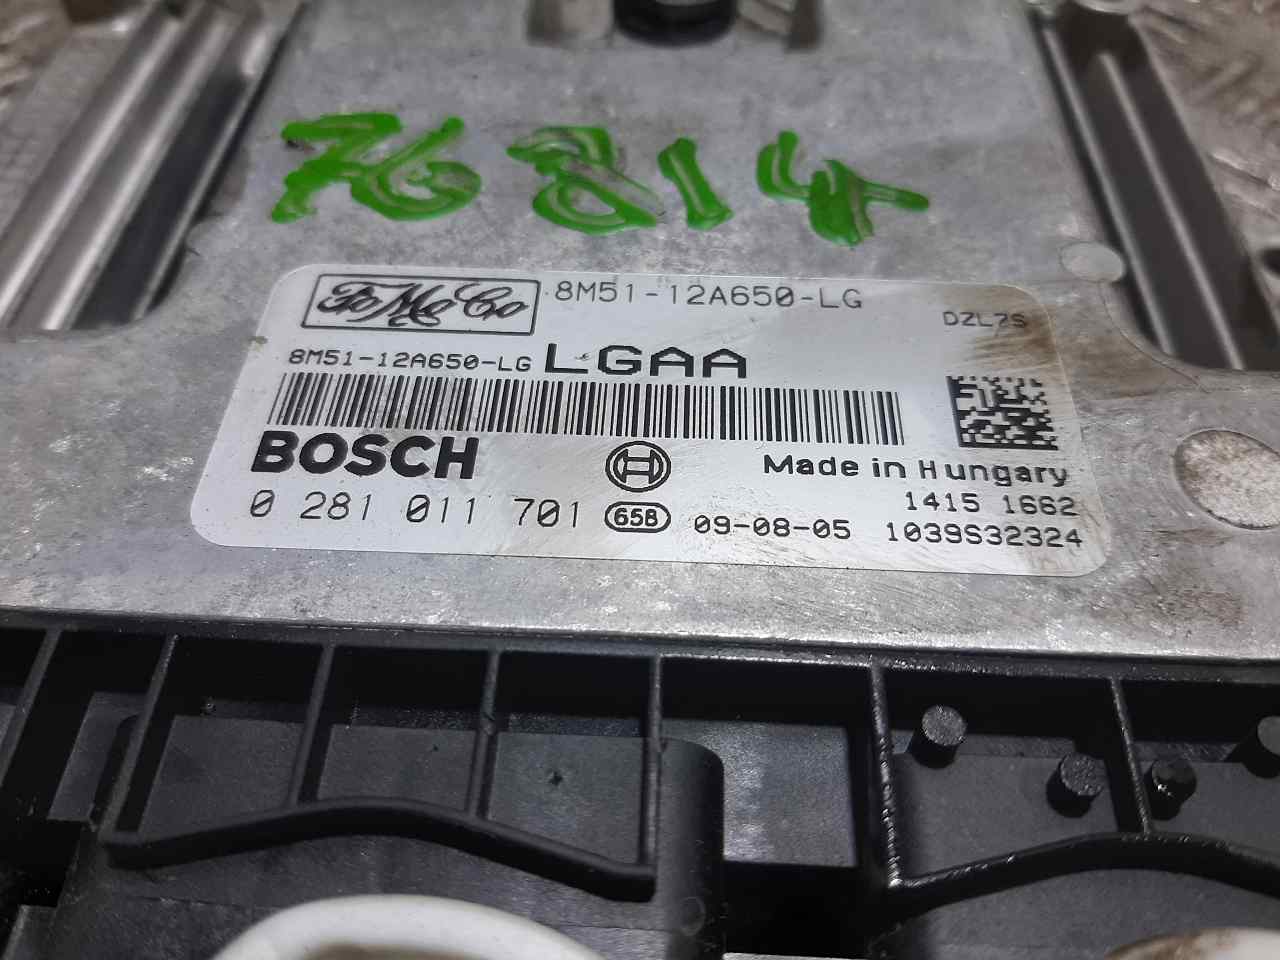 76814
FoMoCo 8M51-12A650-LG
DZL7S
8M51-12A650-LG LGAA
BOSCH
Made in Hungary
0 281 011 701 658 09-08-05
1415 1662
1039S32324